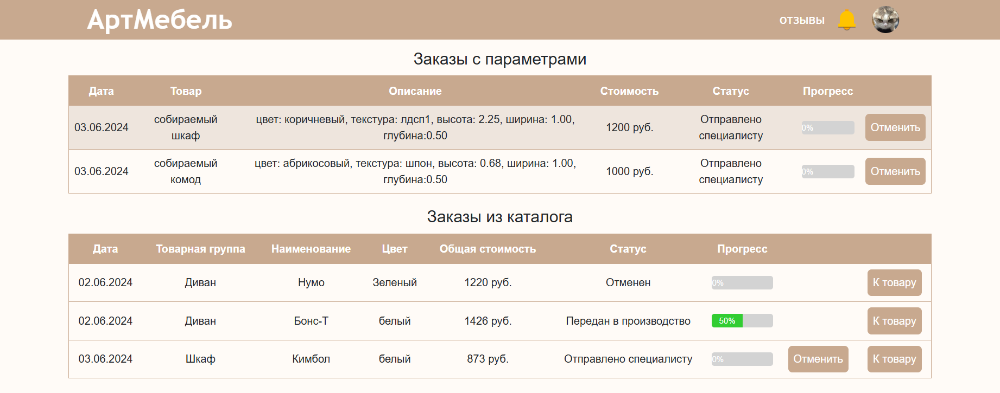 АртМебель
ОТЗЫВЫ
Заказы с параметрами
Дата Товар Описание Стоимость Статус Прогресс
03.06.2024 собираемый шкаф цвет: коричневый, текстура: лдсп1, высота: 2.25, ширина: 1.00, глубина:0.50 1200 руб. Отправлено специалисту 0% Отменить
03.06.2024 собираемый комод цвет: абрикосовый, текстура: шпон, высота: 0.68, ширина: 1.00, глубина:0.50 1000 руб. Отправлено специалисту 0% Отменить
Заказы из каталога
Дата Товарная группа Наименование Цвет Общая стоимость Статус Прогресс
02.06.2024 Диван Нумо Зеленый 1220 руб. Отменен 0% К товару
02.06.2024 Диван Бонс-Т белый 1426 руб. Передан в производство 50% К товару
03.06.2024 Шкаф Кимбол белый 873 руб. Отправлено специалисту 0% Отменить К товару